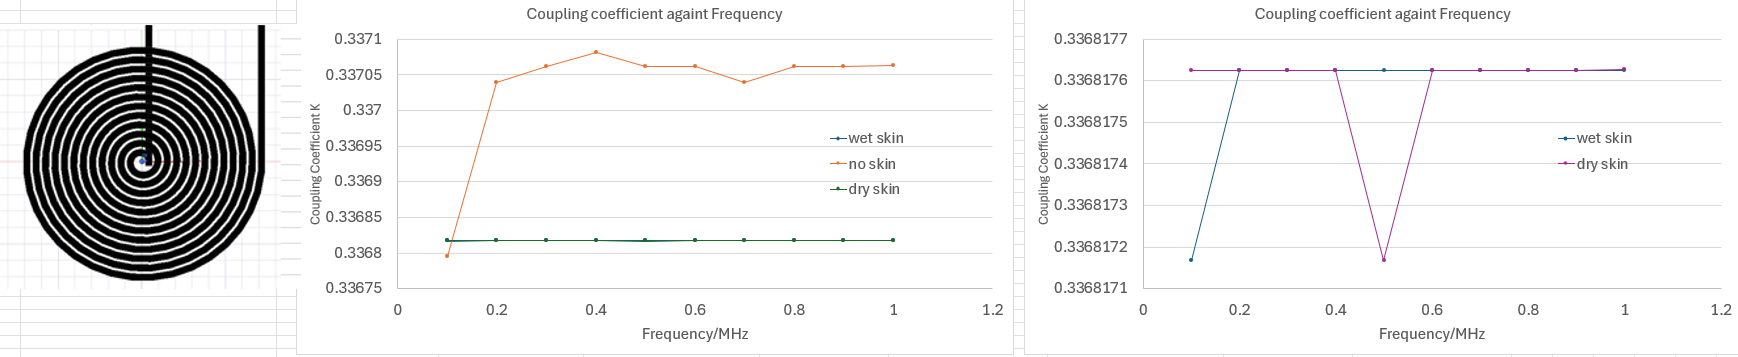 Coupling coefficient againt Frequency
0.3371
0.33705
0.337
0.33695
0.3369
0.33685
0.3368
0.33675
Coupling Coefficient K
wet skin
no skin
dry skin
0 0.2 0.4 0.6 0.8 1 1.2
Frequency/MHz
Coupling coefficient againt Frequency
0.3368177
0.3368176
0.3368175
0.3368174
0.3368173
0.3368172
0.3368171
Coupling Coefficient K
wet skin
dry skin
0 0.2 0.4 0.6 0.8 1 1.2
Frequency/MHz